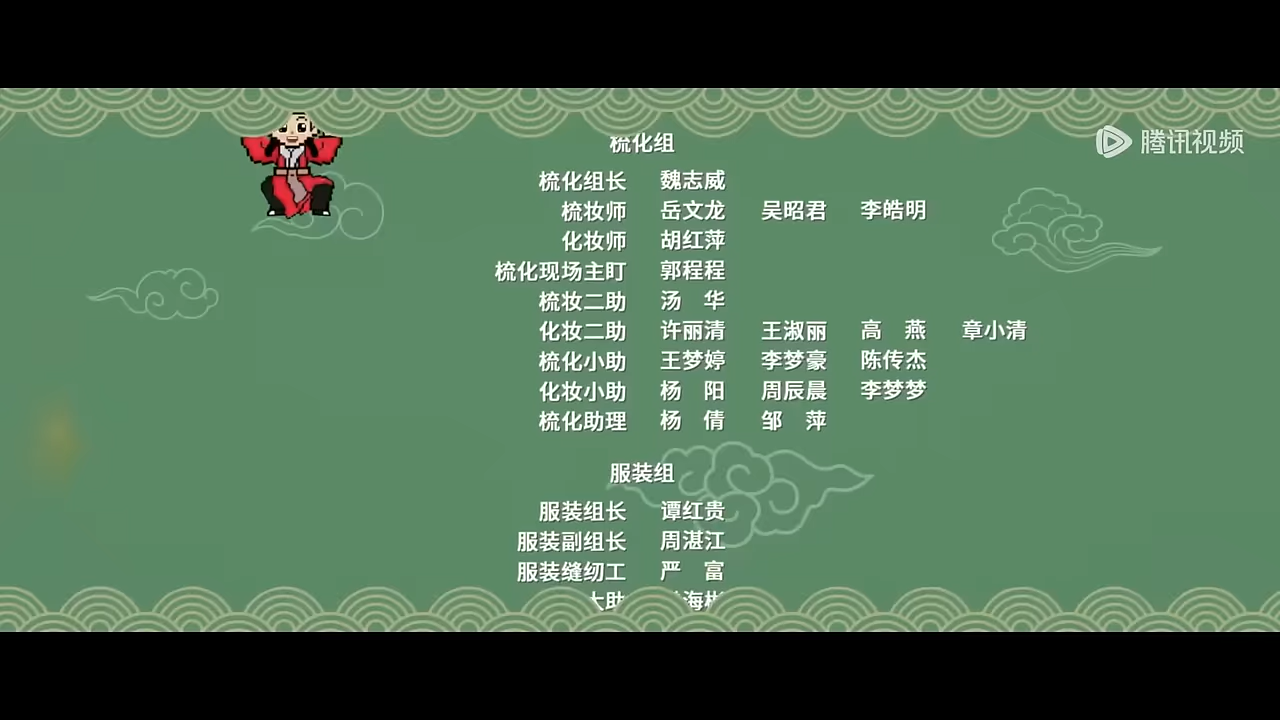 腾讯视频
梳化组
梳化组长 魏志威
梳妆师 岳文龙 吴昭君 李皓明
化妆师 胡红萍
梳化现场主盯 郭程程
梳妆二助 汤 华
化妆二助 许丽清 王淑丽 高 燕 章小清
梳化小助 王梦婷 李梦豪 陈传杰
化妆小助 杨 阳 周辰晨 李梦梦
梳化助理 杨 倩 邹 萍
服装组
服装组长 谭红贵
服装副组长 周湛江
服装缝纫工 严 富
大助